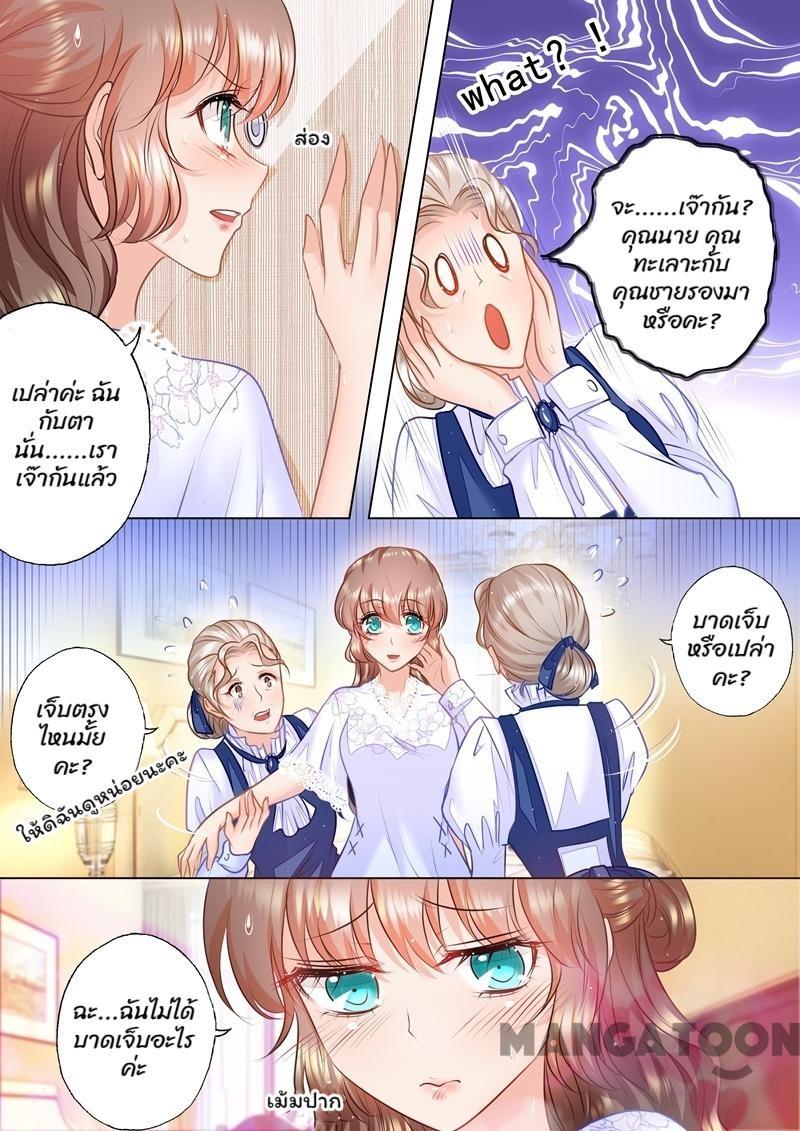 ส่อง
เปล่าค่ะ ฉัน
กับตา
นั่น......เรา
เจ๊ากันแล้ว
what?!
จะ......เจ๊ากัน?
คุณนาย คุณ
ทะเลาะกับ
คุณชายรองมา
หรือคะ?
เจ็บตรง
ไหนมั้ย
คะ?
ให้ดิฉันดูหน่อยนะคะ
บาดเจ็บ
หรือเปล่า
คะ?
ฉะ...ฉันไม่ได้
บาดเจ็บอะไร
ค่ะ
เม้มปาก
MANGATOON